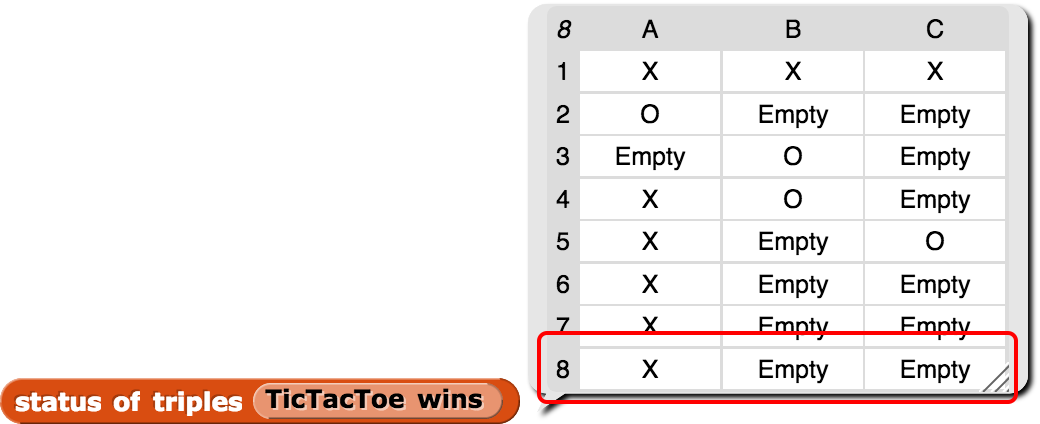 8 A B C
1 X X X
2 O Empty Empty
3 Empty O Empty
4 X O Empty
5 X Empty O
6 X Empty Empty
7 X Empty Empty
8 X Empty Empty
status of triples TicTacToe wins